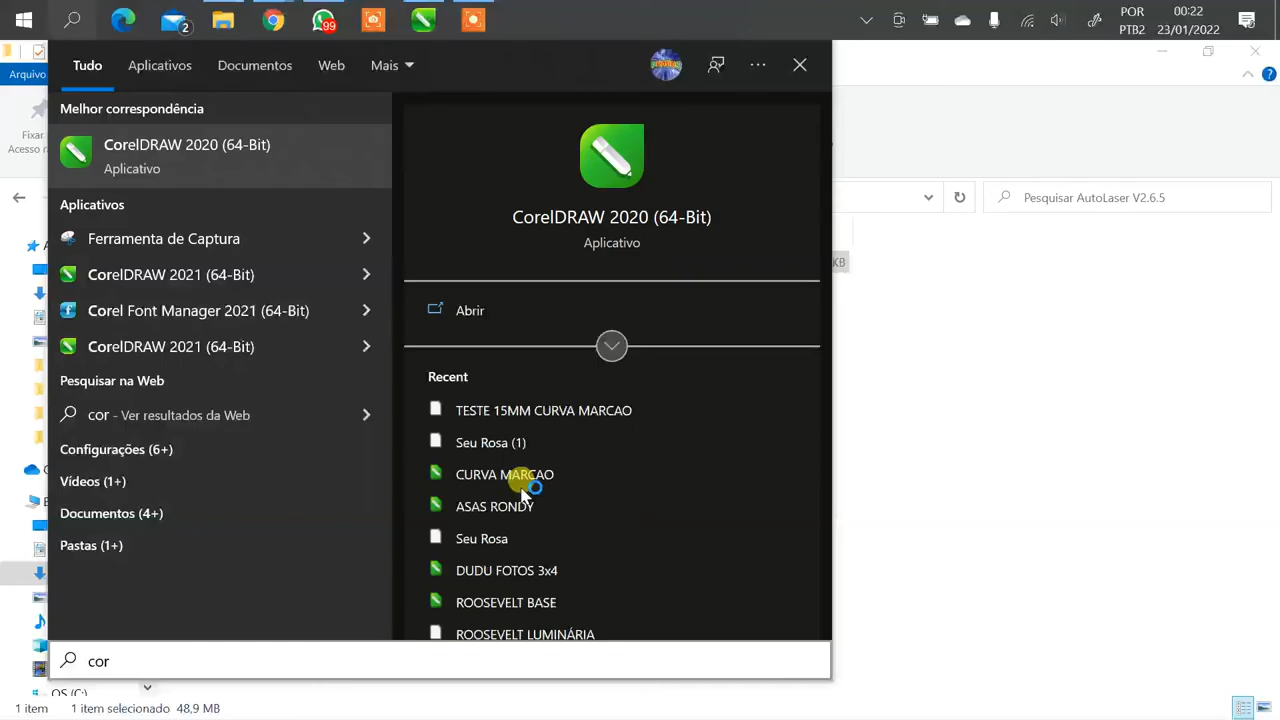 2
99
POR
PTB2
00:22
23/01/2022
Arquivo
Tudo
Aplicativos
Documentos
Web
Mais
Fixar
Acesso
Melhor correspondência
CorelDRAW 2020 (64-Bit)
Aplicativo
Aplicativos
Ferramenta de Captura
CorelDRAW 2021 (64-Bit)
Corel Font Manager 2021 (64-Bit)
CorelDRAW 2021 (64-Bit)
Pesquisar na Web
cor - Ver resultados da Web
Configurações (6+)
Vídeos (1+)
Documentos (4+)
Pastas (1+)
CorelDRAW 2020 (64-Bit)
Aplicativo
Abrir
Recent
TESTE 15MM CURVA MARCAO
Seu Rosa (1)
CURVA MARCAO
ASAS RONDY
Seu Rosa
DUDU FOTOS 3x4
ROOSEVELT BASE
ROOSEVELT LUMINÁRIA
Pesquisar AutoLaser V2.6.5
KB
cor
OS (C:)
1 item
1 item selecionado 48,9 MB